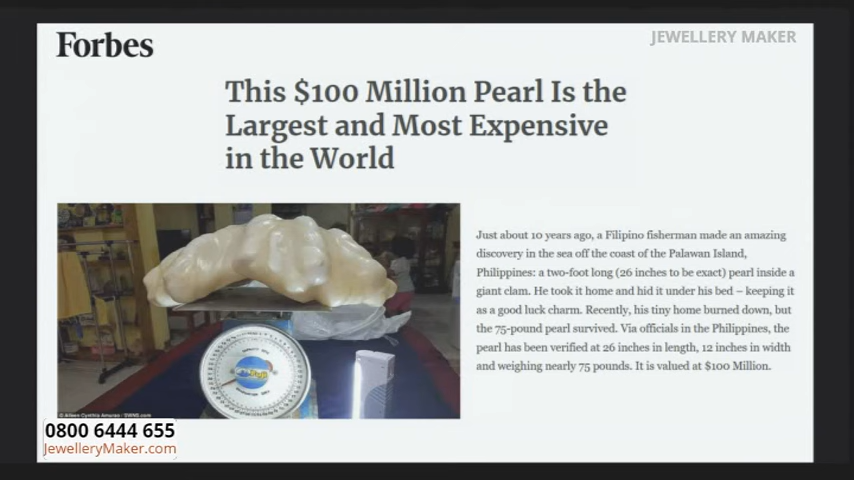 Forbes
JEWELLERY MAKER
This $100 Million Pearl Is the
Largest and Most Expensive
in the World
Just about 10 years ago, a Filipino fisherman made an amazing
discovery in the sea off the coast of the Palawan Island,
Philippines: a two-foot long (26 inches to be exact) pearl inside a
giant clam. He took it home and hid it under his bed – keeping it
as a good luck charm. Recently, his tiny home burned down, but
the 75-pound pearl survived. Via officials in the Philippines, the
pearl has been verified at 26 inches in length, 12 inches in width
and weighing nearly 75 pounds. It is valued at $100 Million.
0800 6444 655
JewelleryMaker.com